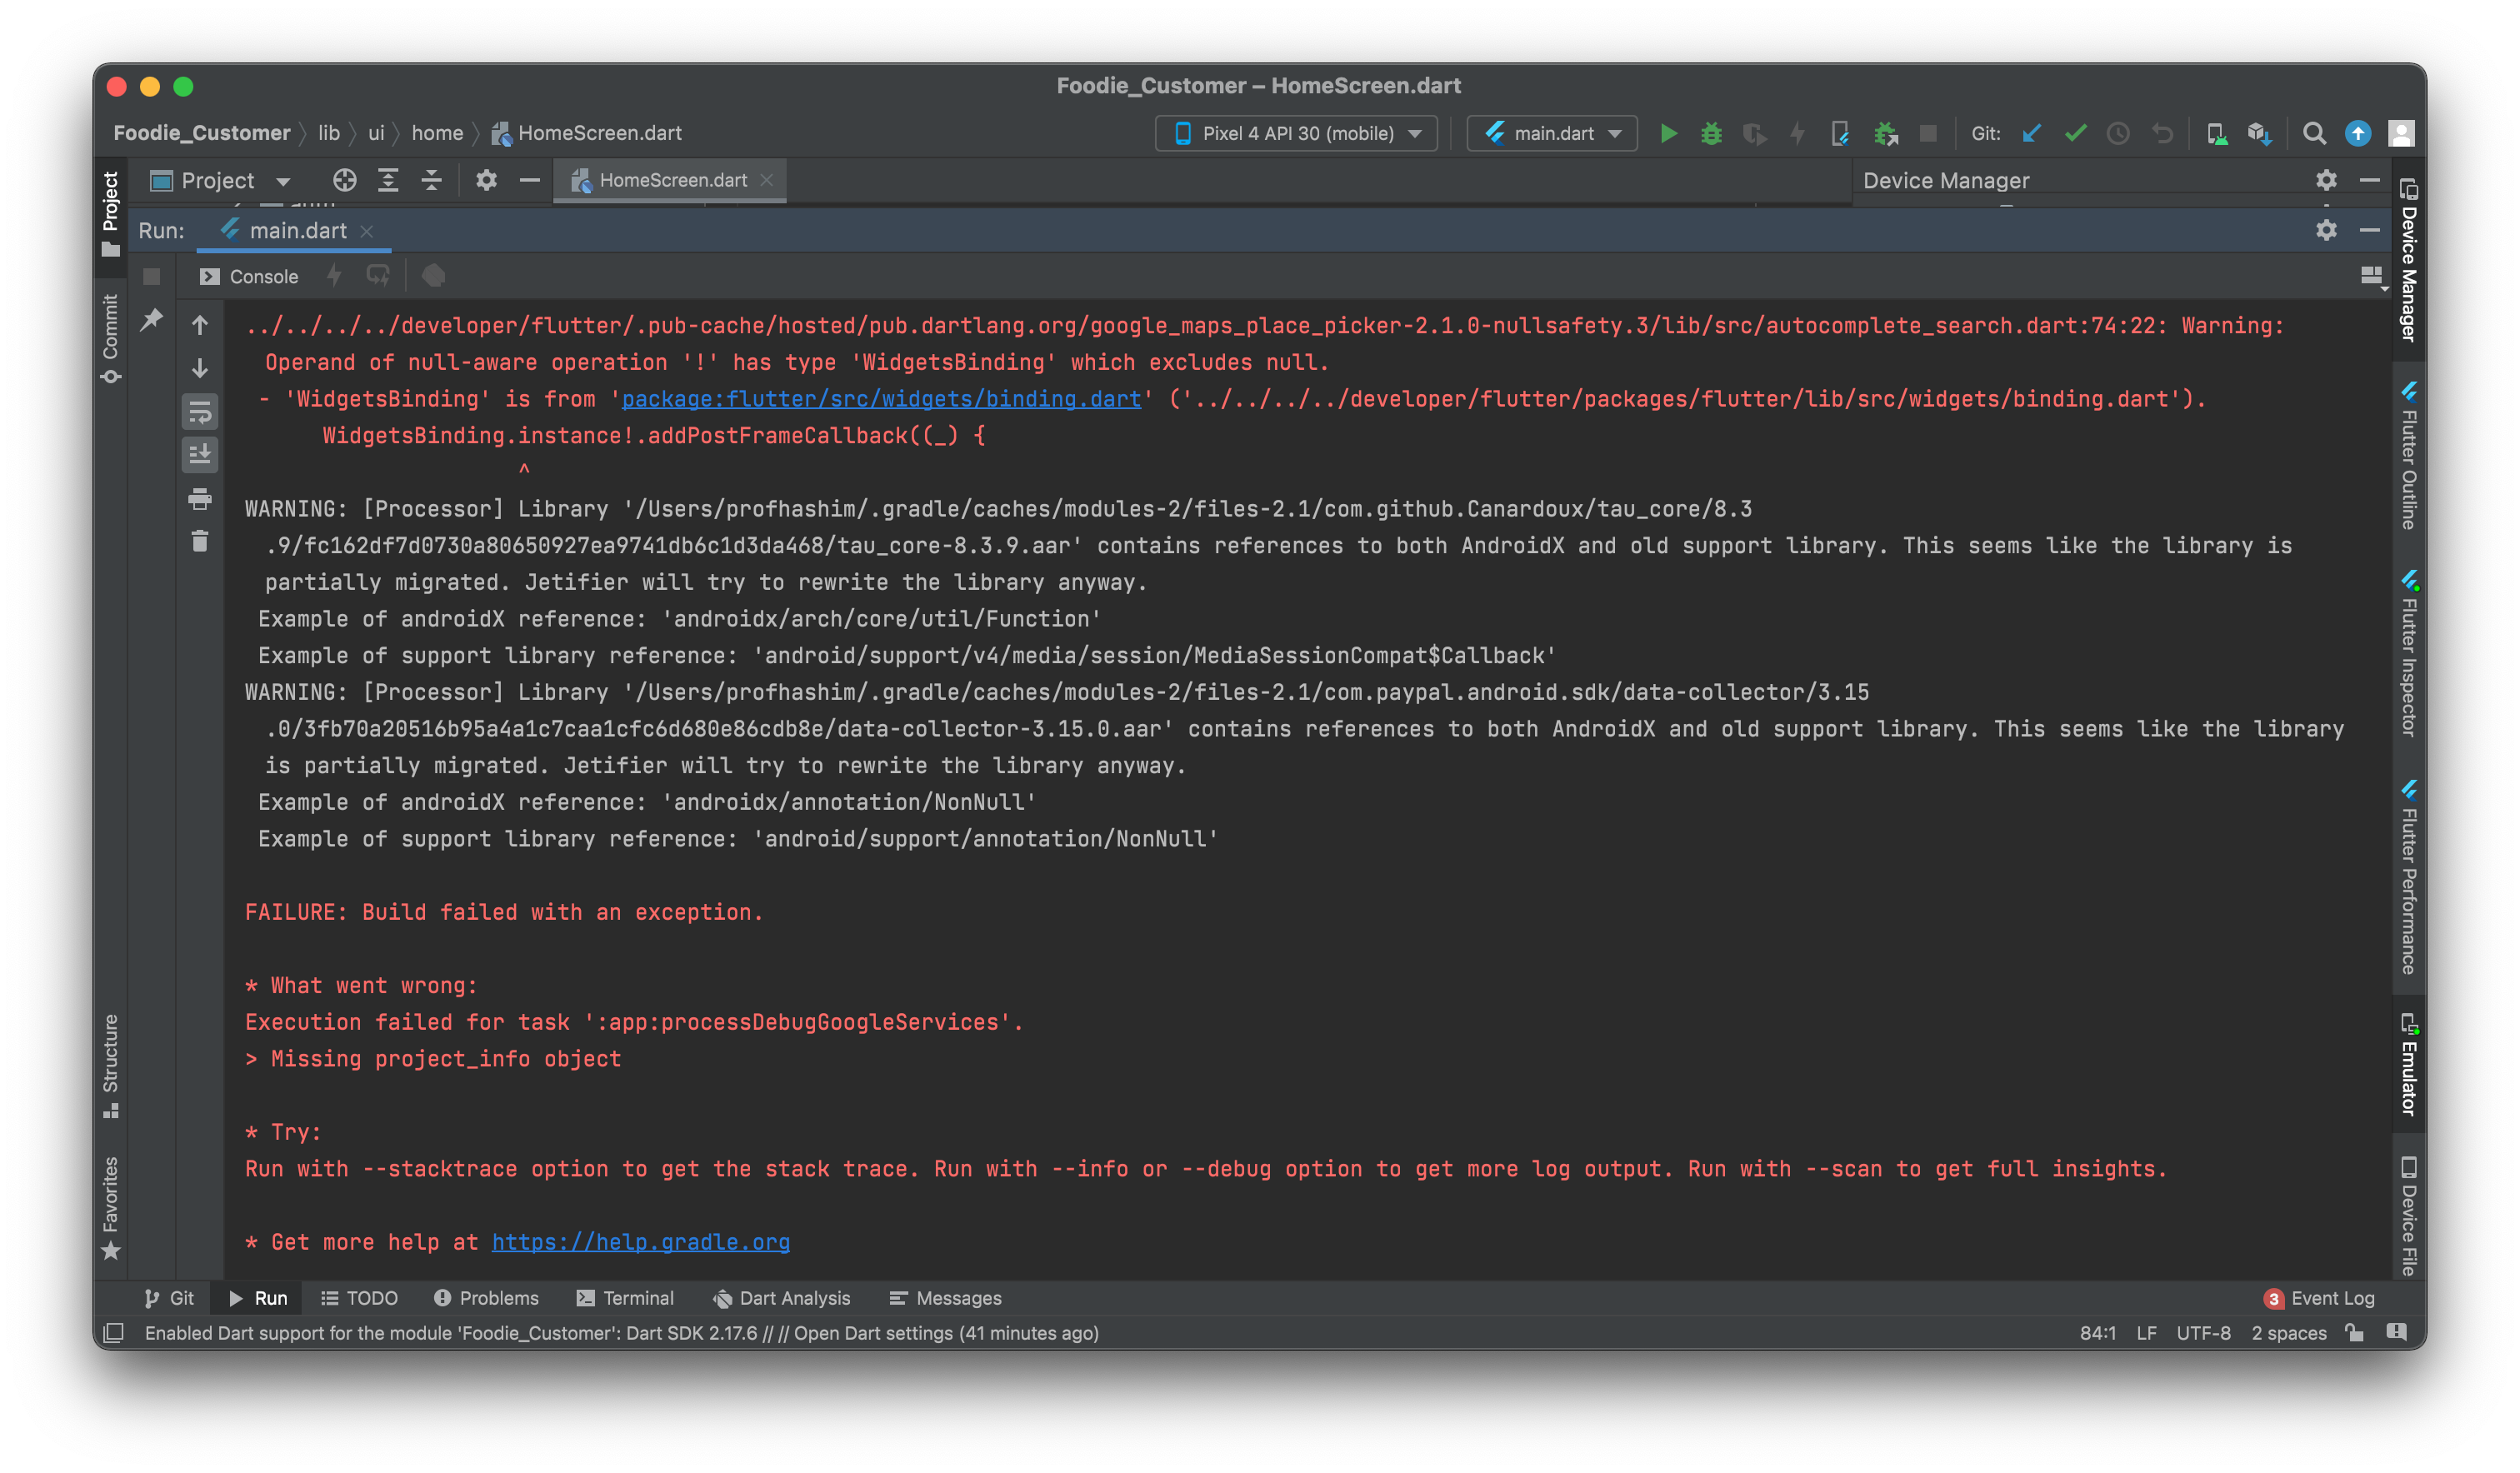 Foodie_Customer – HomeScreen.dart
Foodie_Customer lib ui home HomeScreen.dart Pixel 4 API 30 (mobile) main.dart Git:
Project HomeScreen.dart Device Manager
Run: main.dart
Console
../../../../developer/flutter/.pub-cache/hosted/pub.dartlang.org/google_maps_place_picker-2.1.0-nullsafety.3/lib/src/autocomplete_search.dart:74:22: Warning:
Operand of null-aware operation '!' has type 'WidgetsBinding' which excludes null.
- 'WidgetsBinding' is from 'package:flutter/src/widgets/binding.dart' ('../../../../developer/flutter/packages/flutter/lib/src/widgets/binding.dart').
WidgetsBinding.instance!.addPostFrameCallback((_) {
^
WARNING: [Processor] Library '/Users/profhashim/.gradle/caches/modules-2/files-2.1/com.github.Canardoux/tau_core/8.3
.9/fc162df7d0730a80650927ea9741db6c1d3da468/tau_core-8.3.9.aar' contains references to both AndroidX and old support library. This seems like the library is
partially migrated. Jetifier will try to rewrite the library anyway.
Example of androidX reference: 'androidx/arch/core/util/Function'
Example of support library reference: 'android/support/v4/media/session/MediaSessionCompat$Callback'
WARNING: [Processor] Library '/Users/profhashim/.gradle/caches/modules-2/files-2.1/com.paypal.android.sdk/data-collector/3.15
.0/3fb70a20516b95a4a1c7caa1cfc6d680e86cdb8e/data-collector-3.15.0.aar' contains references to both AndroidX and old support library. This seems like the library
is partially migrated. Jetifier will try to rewrite the library anyway.
Example of androidX reference: 'androidx/annotation/NonNull'
Example of support library reference: 'android/support/annotation/NonNull'
FAILURE: Build failed with an exception.
* What went wrong:
Execution failed for task ':app:processDebugGoogleServices'.
> Missing project_info object
* Try:
Run with --stacktrace option to get the stack trace. Run with --info or --debug option to get more log output. Run with --scan to get full insights.
* Get more help at https://help.gradle.org
Project
Commit
Structure
Favorites
Device Manager
Flutter Outline
Flutter Inspector
Flutter Performance
Emulator
Device File
Git Run TODO Problems Terminal Dart Analysis Messages 3 Event Log
Enabled Dart support for the module 'Foodie_Customer': Dart SDK 2.17.6 // // Open Dart settings (41 minutes ago) 84:1 LF UTF-8 2 spaces